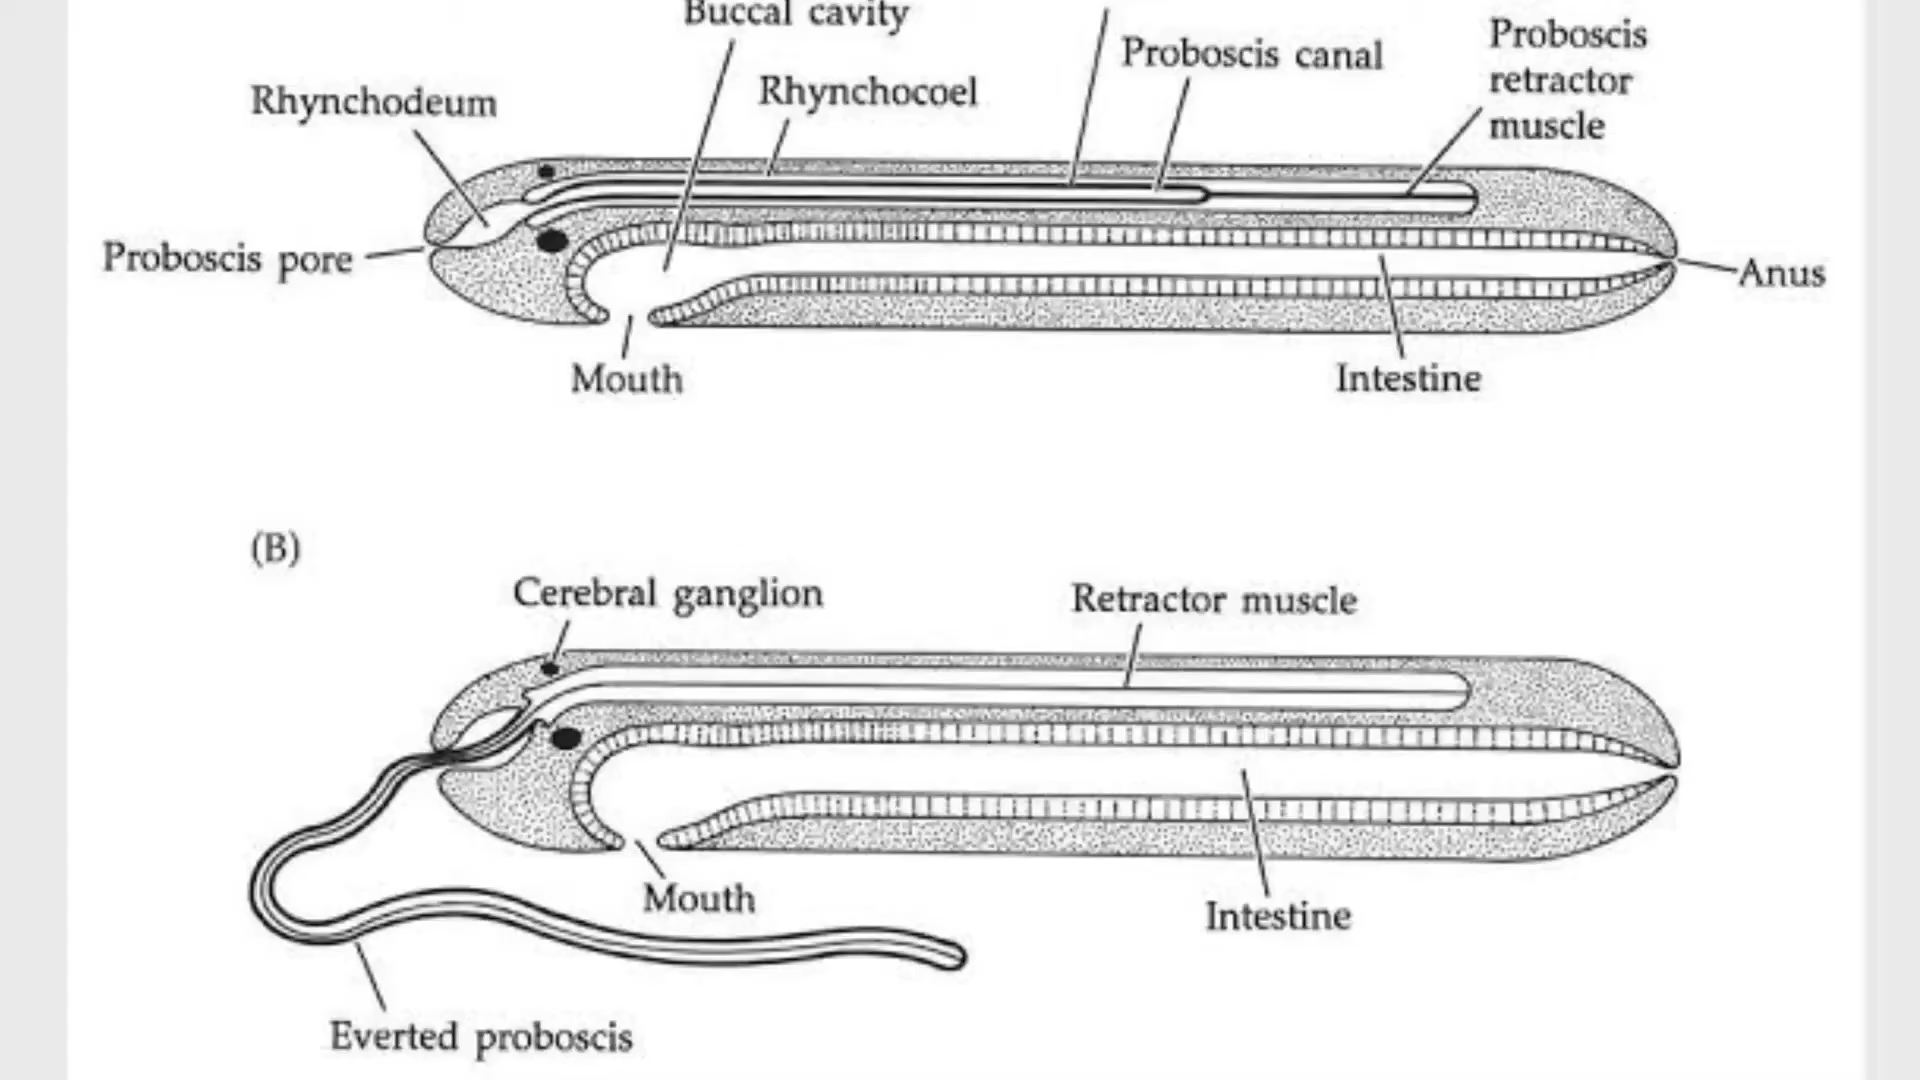 Buccal cavity
Proboscis canal
Proboscis
retractor
muscle
Rhynchodeum
Rhynchocoel
Proboscis pore
Anus
Mouth
Intestine
(B)
Cerebral ganglion
Retractor muscle
Mouth
Intestine
Everted proboscis